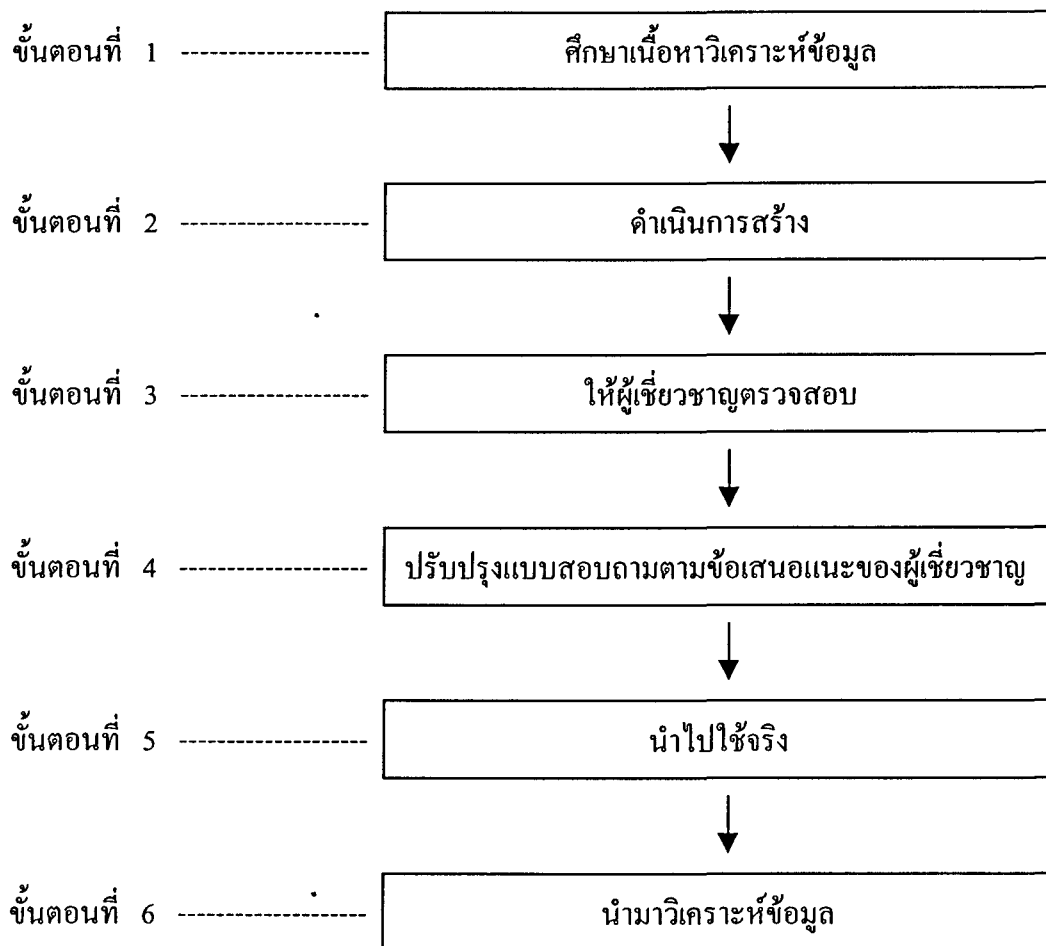 ขั้นตอนที่ 1 ศึกษาเนื้อหาวิเคราะห์ข้อมูล
ขั้นตอนที่ 2 ดำเนินการสร้าง
ขั้นตอนที่ 3 ให้ผู้เชี่ยวชาญตรวจสอบ
ขั้นตอนที่ 4 ปรับปรุงแบบสอบถามตามข้อเสนอแนะของผู้เชี่ยวชาญ
ขั้นตอนที่ 5 นำไปใช้จริง
ขั้นตอนที่ 6 นำมาวิเคราะห์ข้อมูล